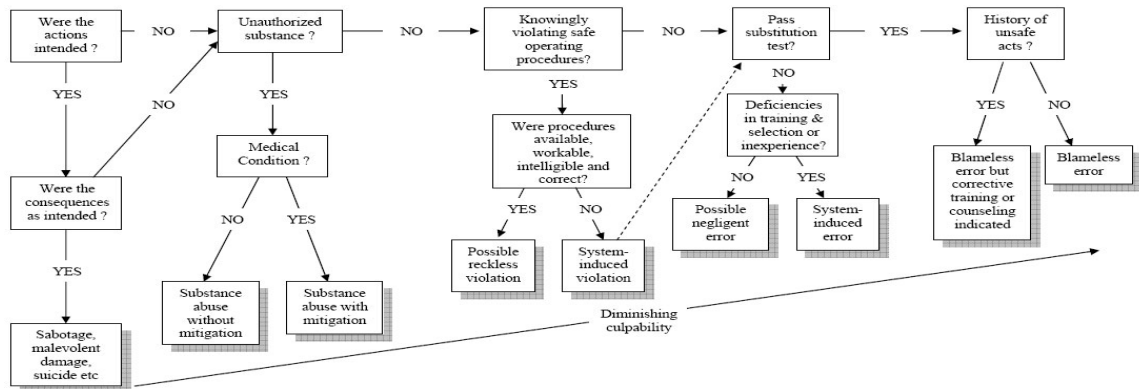 Were the
actions
intended ?
NO
Unauthorized
substance ?
NO
Knowingly
violating safe
operating
procedures?
NO
Pass
substitution
test?
YES
History of
unsafe
acts ?
YES
NO
YES
YES
NO
YES
NO
Were the
consequences
as intended ?
Medical
Condition ?
Were procedures
available,
workable,
intelligible and
correct?
Deficiencies
in training &
selection or
inexperience?
Blameless
error but
corrective
training or
counseling
indicated
Blameless
error
YES
NO
YES
YES
NO
NO
YES
Sabotage,
malevolent
damage,
suicide etc
Substance
abuse
without
mitigation
Substance
abuse with
mitigation
Possible
reckless
violation
System-
induced
violation
Possible
negligent
error
System-
induced error
Diminishing
culpability